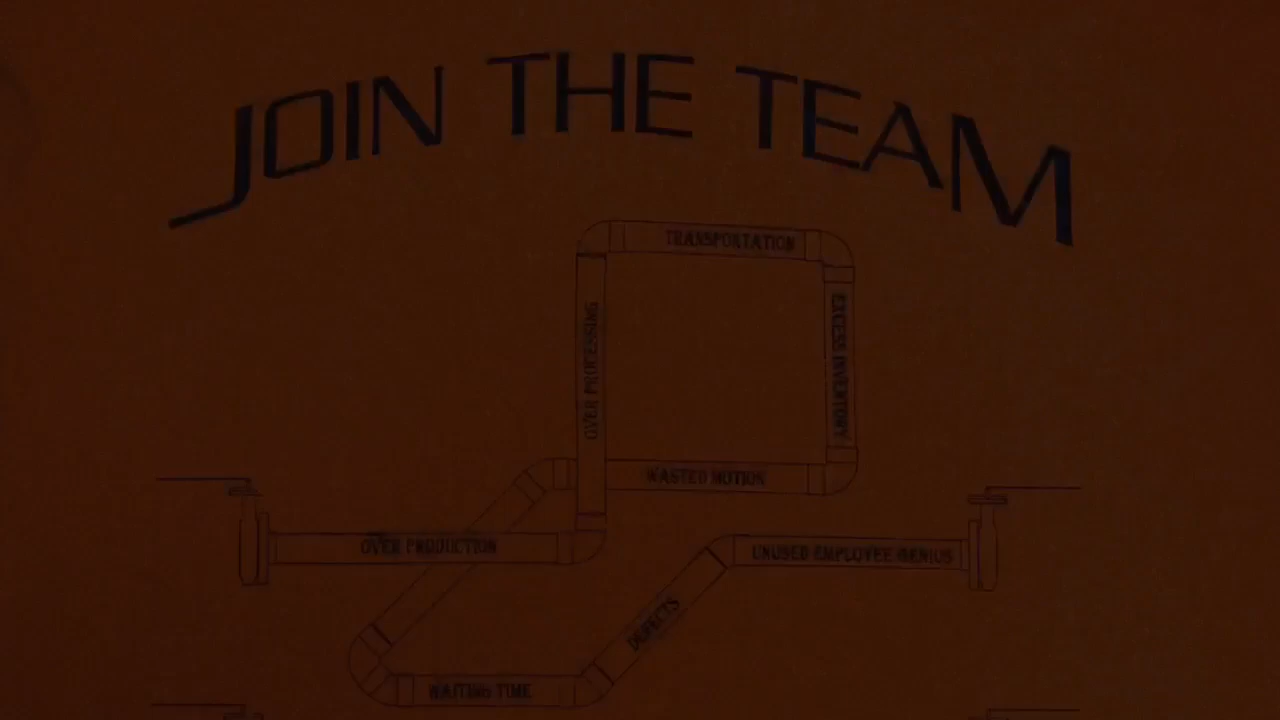 JOIN THE TEAM
TRANSPORTATION
OVER PROCESSING
EXCESS INVENTORY
WASTED MOTION
OVER PRODUCTION
UNUSED EMPLOYEE GENIUS
DEFECTS
WAITING TIME